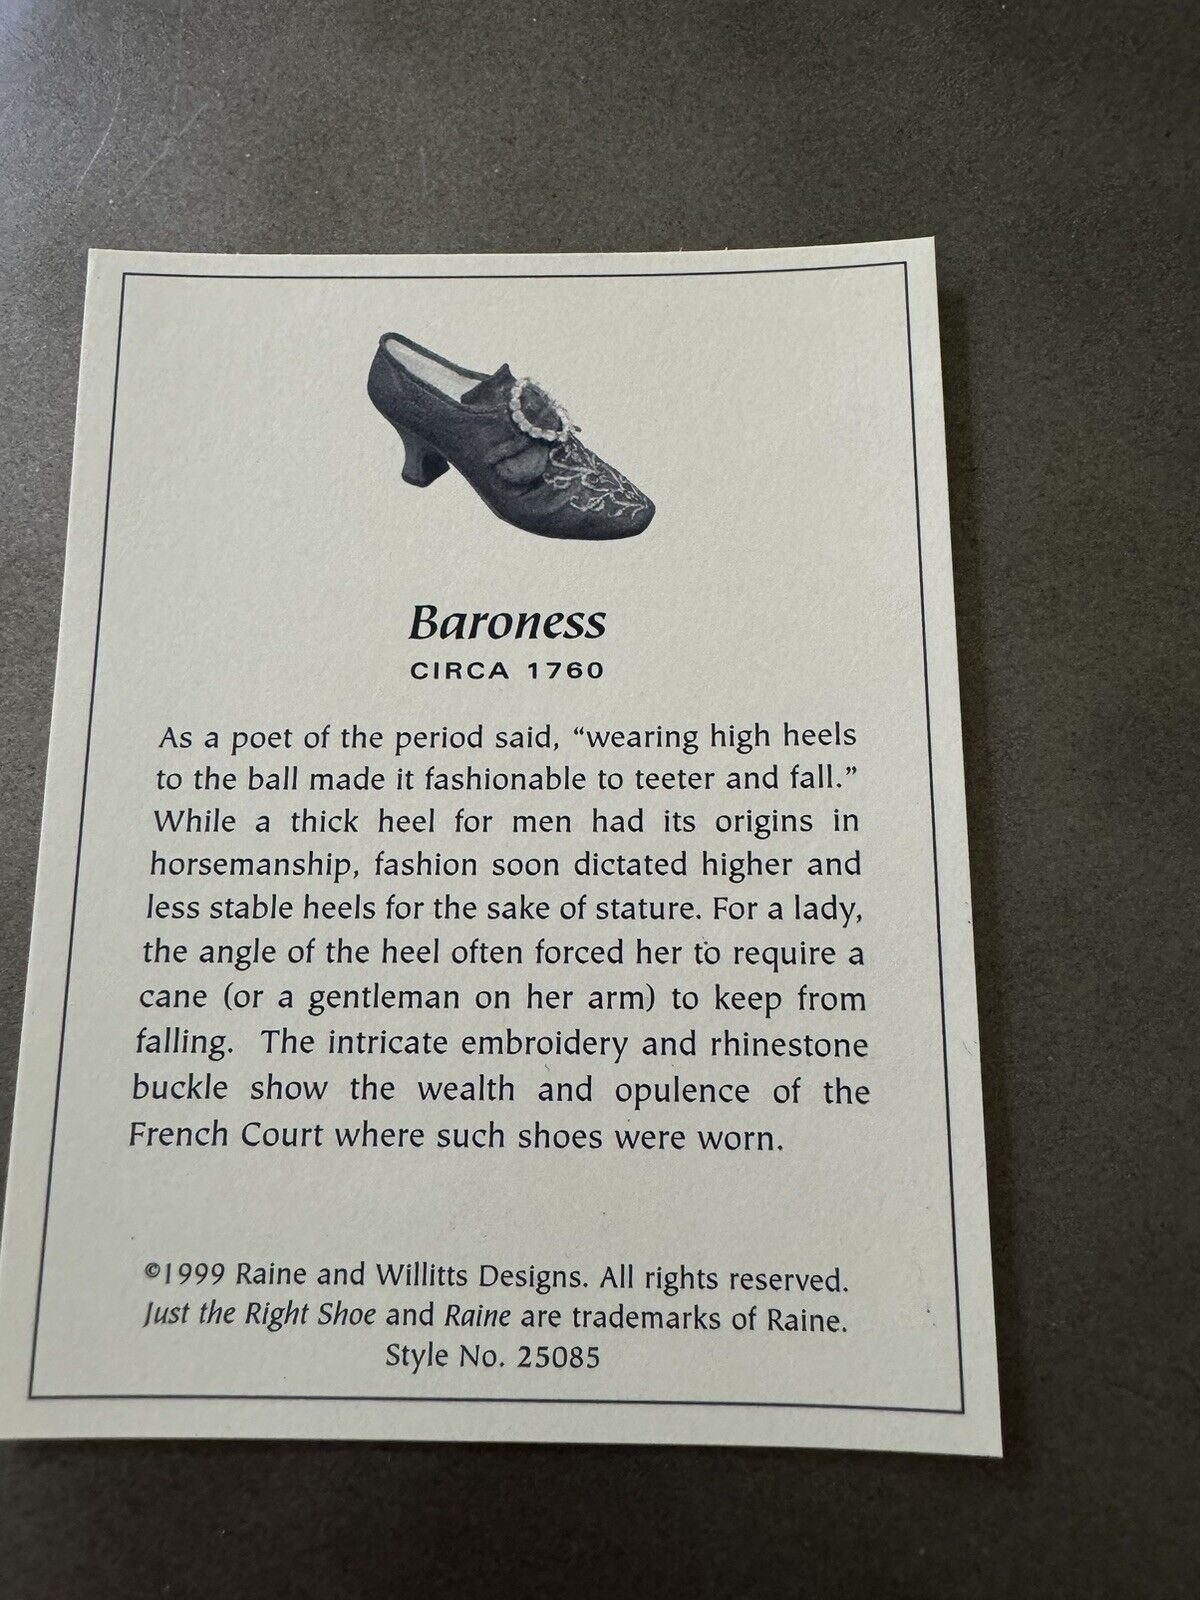 Baroness
CIRCA 1760
As a poet of the period said, “wearing high heels
to the ball made it fashionable to teeter and fall.”
While a thick heel for men had its origins in
horsemanship, fashion soon dictated higher and
less stable heels for the sake of stature. For a lady,
the angle of the heel often forced her to require a
cane (or a gentleman on her arm) to keep from
falling. The intricate embroidery and rhinestone
buckle show the wealth and opulence of the
French Court where such shoes were worn.
©1999 Raine and Willitts Designs. All rights reserved.
Just the Right Shoe and Raine are trademarks of Raine.
Style No. 25085